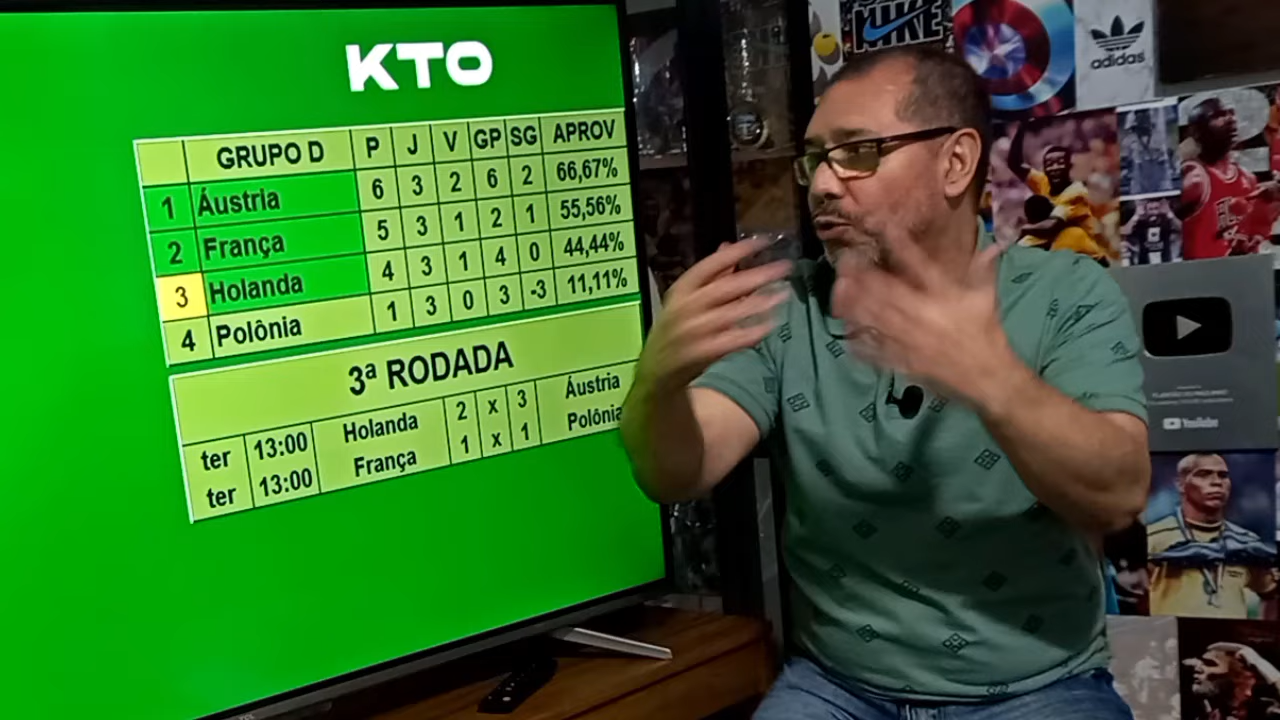 KTO
GRUPO D P J V GP SG APROV
1 Áustria 6 3 2 6 2 66,67%
2 França 5 3 1 2 1 55,56%
3 Holanda 4 3 1 4 0 44,44%
4 Polônia 1 3 0 3 -3 11,11%
3ª RODADA
ter 13:00 Holanda 2 x 3 Áustria
ter 13:00 França 1 x 1 Polônia
NIKE
adidas
YouTube